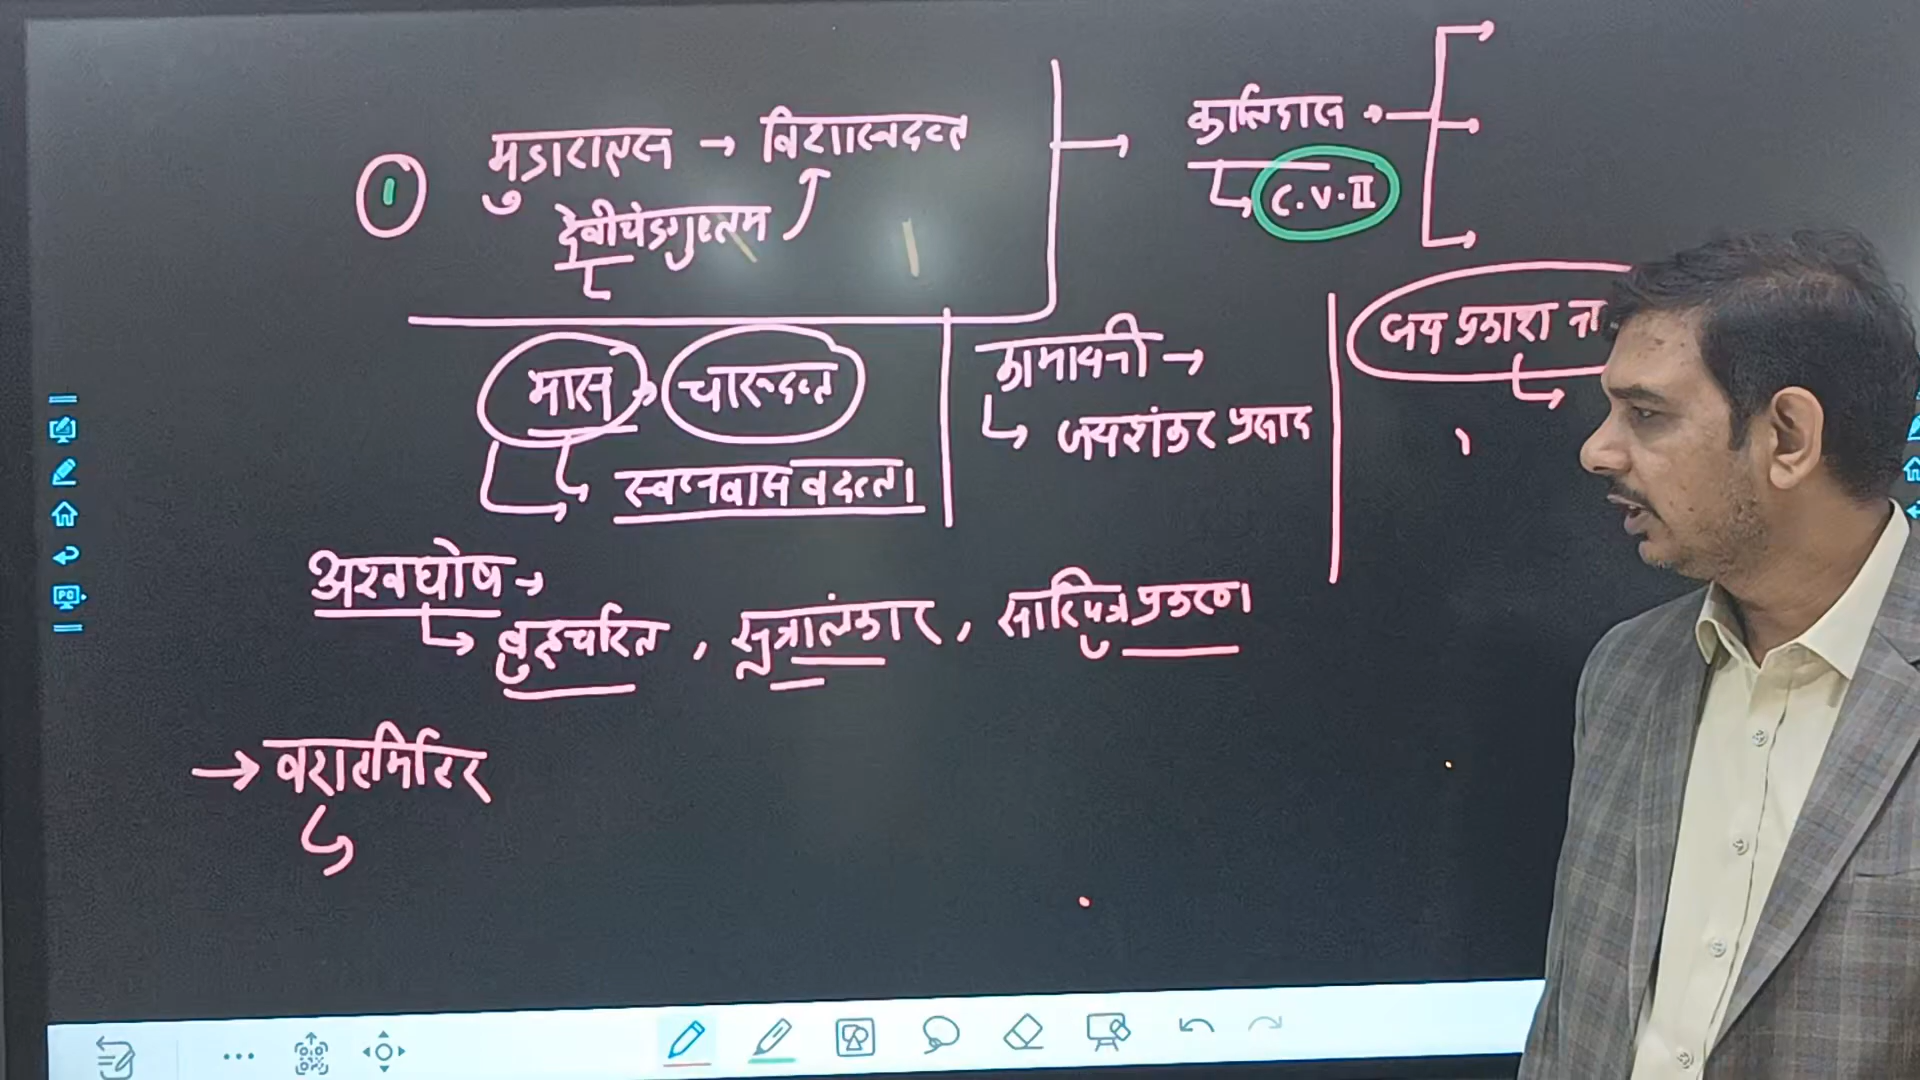 1
मुद्राराक्षस → विशाखदत्त
देवीचंद्रगुप्तम
कालिदास →
C.V.II
भास → चारूदत्त
स्वप्नवासवदत्ता
कामायनी →
जयशंकर प्रसाद
जय प्रकाश
अश्वघोष →
बुद्धचरित , सूत्रालंकार , सारिपुत्र प्रकरण
→ वराहमिहिर